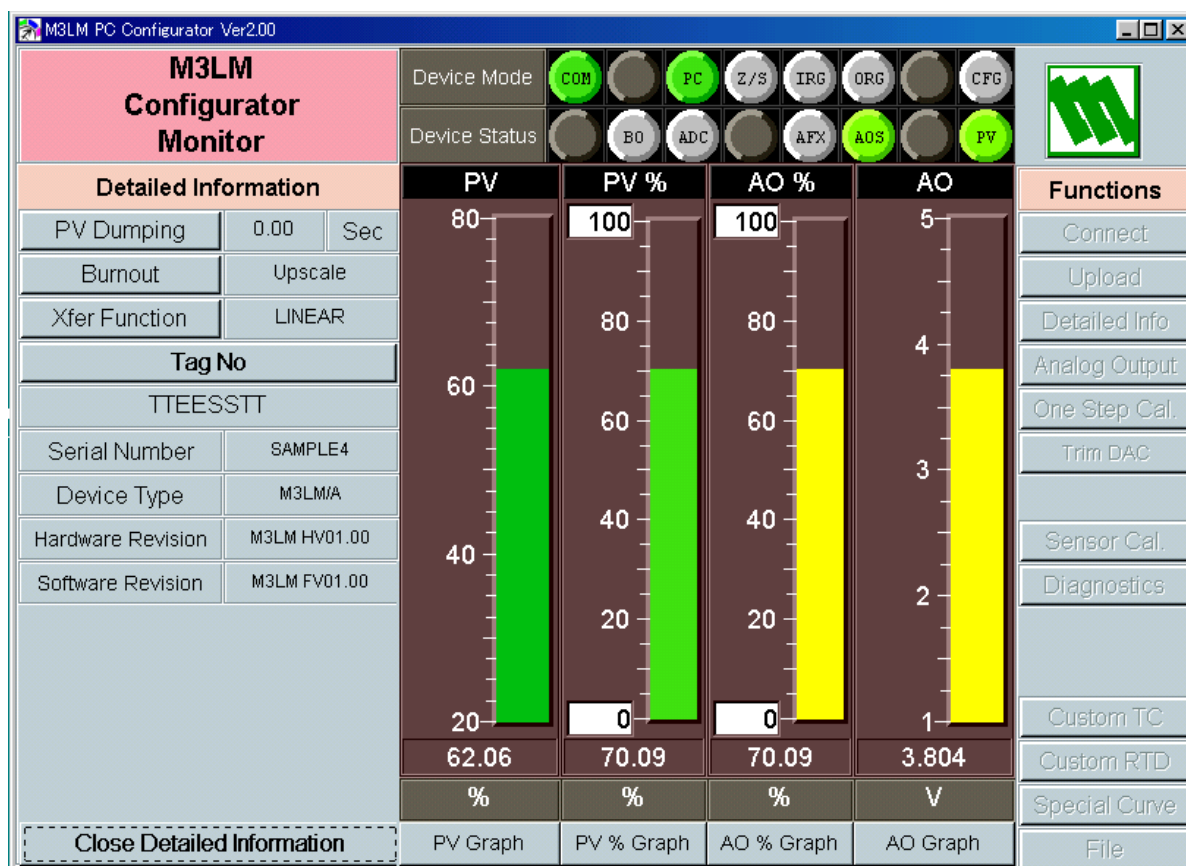 M3LM PC Configurator Ver2.00
M3LM
Configurator
Monitor
Device Mode COM PC Z/S IRG ORG CFG
Device Status BO ADC AFX AOS PV
Detailed Information
PV Dumping 0.00 Sec
Burnout Upscale
Xfer Function LINEAR
Tag No
TTEESSTT
Serial Number SAMPLE4
Device Type M3LM/A
Hardware Revision M3LM HV01.00
Software Revision M3LM FV01.00
Close Detailed Information
PV
80
60
40
20
62.06
%
PV Graph
PV %
100
80
60
40
20
0
70.09
%
PV % Graph
AO %
100
80
60
40
20
0
70.09
%
AO % Graph
AO
5
4
3
2
1
3.804
V
AO Graph
Functions
Connect
Upload
Detailed Info
Analog Output
One Step Cal.
Trim DAC
Sensor Cal.
Diagnostics
Custom TC
Custom RTD
Special Curve
File